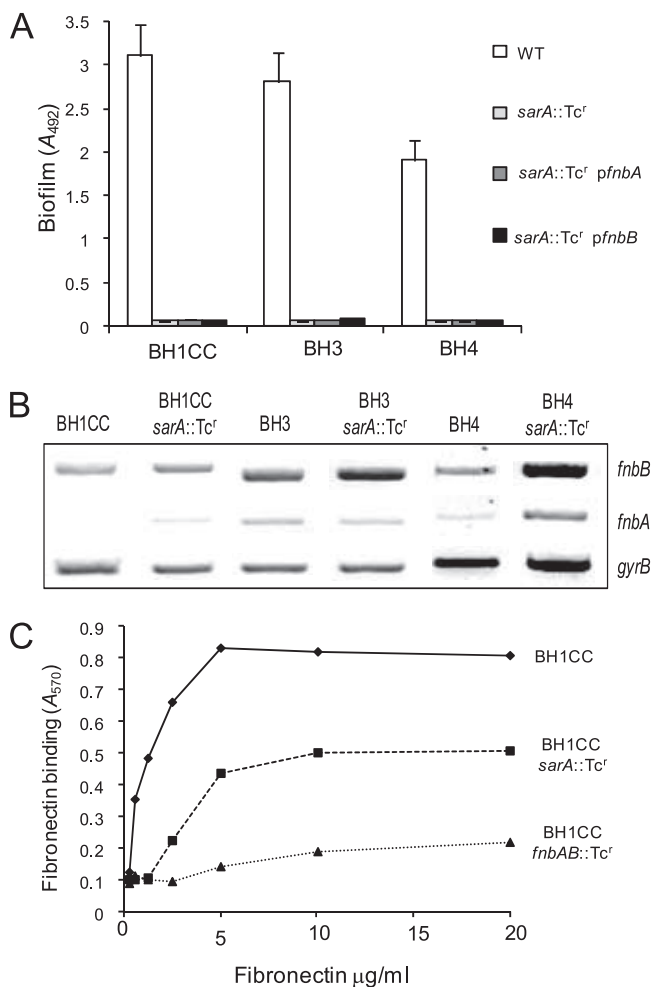 A
3.5
3
2.5
2
1.5
1
0.5
0
Biofilm (A492)
BH1CC
BH3
BH4
WT
sarA::Tcr
sarA::Tcr pfnbA
sarA::Tcr pfnbB
B
BH1CC
BH1CC
sarA::Tcr
BH3
BH3
sarA::Tcr
BH4
BH4
sarA::Tcr
fnbB
fnbA
gyrB
C
0.9
0.8
0.7
0.6
0.5
0.4
0.3
0.2
0.1
0
Fibronectin binding (A570)
0
5
10
15
20
Fibronectin μg/ml
BH1CC
BH1CC
sarA::Tcr
BH1CC
fnbAB::Tcr